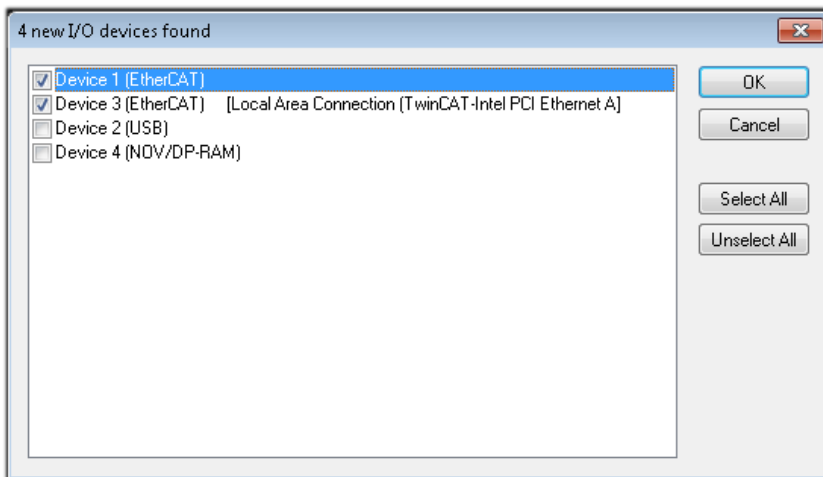 4 new I/O devices found
Device 1 (EtherCAT)
Device 3 (EtherCAT) [Local Area Connection (TwinCAT-Intel PCI Ethernet A]
Device 2 (USB)
Device 4 (NOV/DP-RAM)
OK
Cancel
Select All
Unselect All